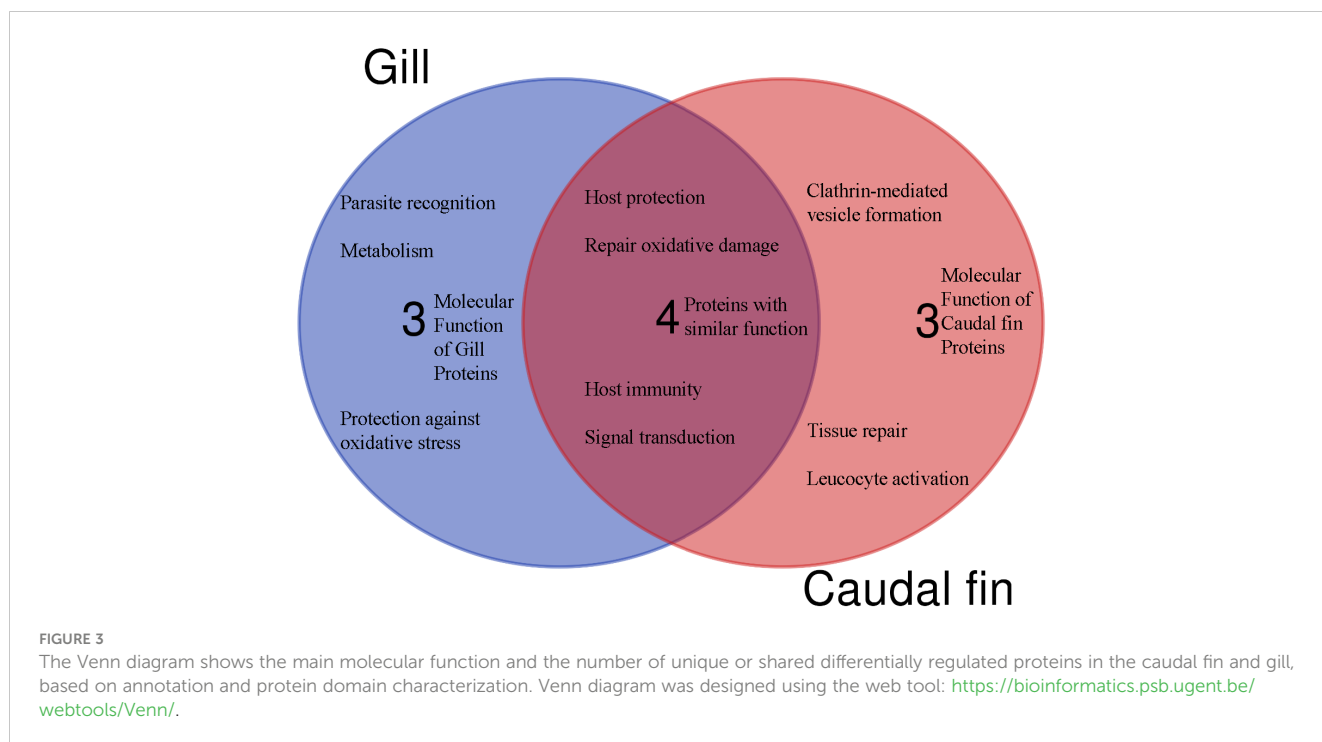 Gill
Parasite recognition
Metabolism
3
Molecular
Function
of Gill
Proteins
Protection against
oxidative stress
Host protection
Repair oxidative damage
4
Proteins with
similar function
Host immunity
Signal transduction
Clathrin-mediated
vesicle formation
3
Molecular
Function of
Caudal fin
Proteins
Tissue repair
Leucocyte activation
Caudal fin
FIGURE 3
The Venn diagram shows the main molecular function and the number of unique or shared differentially regulated proteins in the caudal fin and gill,
based on annotation and protein domain characterization. Venn diagram was designed using the web tool: https://bioinformatics.psb.ugent.be/
webtools/Venn/.